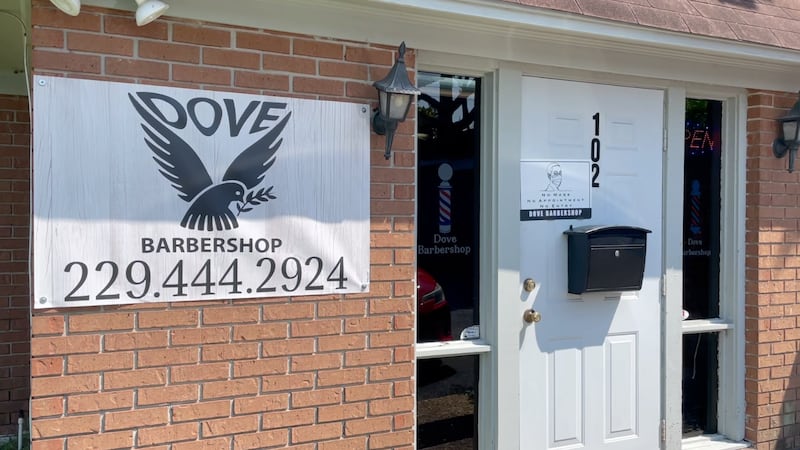 DOVE
BARBERSHOP
229.444.2924
Dove
Barbershop
102
No Mask
No Appointment
No Entry
DOVE BARBERSHOP
OPEN
Dove
Barbershop